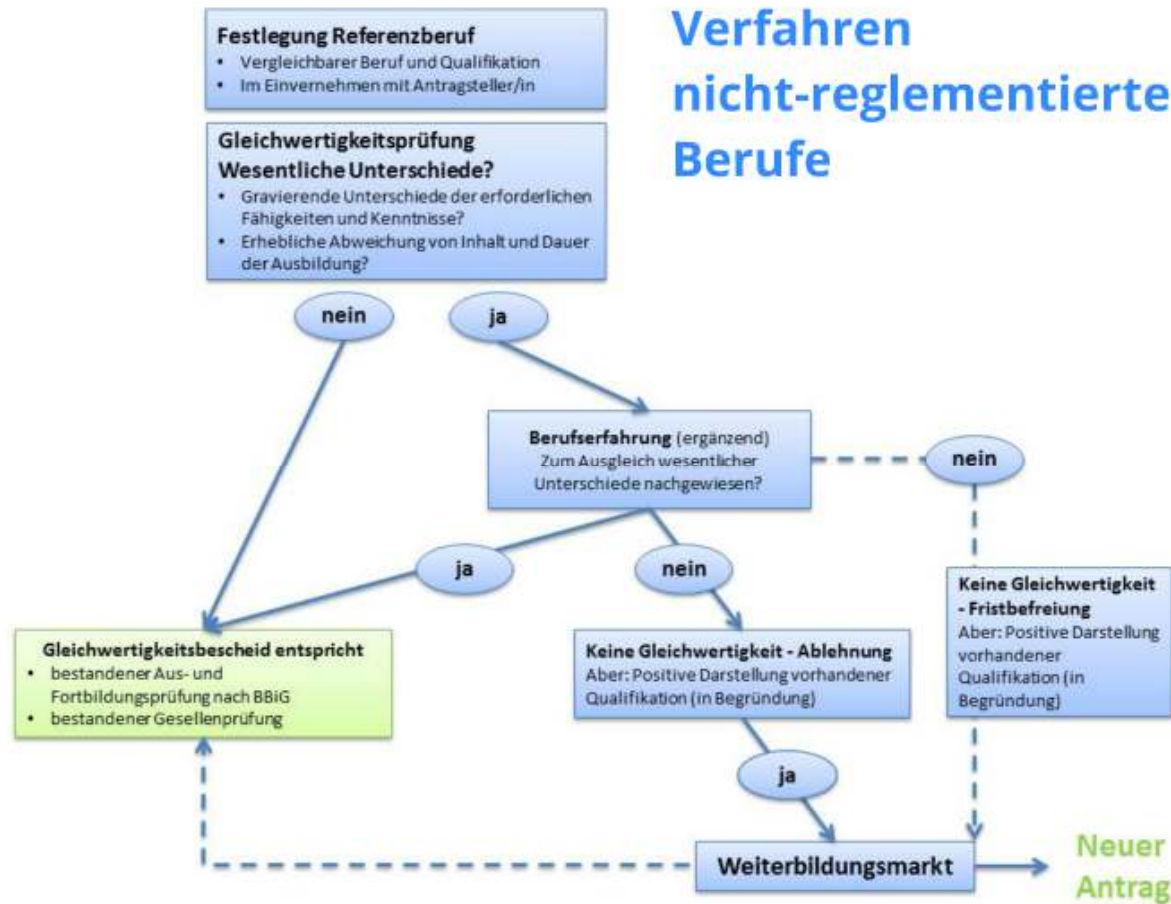 Verfahren
nicht-reglementierte
Berufe
Festlegung Referenzberuf
• Vergleichbarer Beruf und Qualifikation
• Im Einvernehmen mit Antragsteller/in
Gleichwertigkeitsprüfung
Wesentliche Unterschiede?
• Gravierende Unterschiede der erforderlichen
Fähigkeiten und Kenntnisse?
• Erhebliche Abweichung von Inhalt und Dauer
der Ausbildung?
nein
ja
Berufserfahrung (ergänzend)
Zum Ausgleich wesentlicher
Unterschiede nachgewiesen?
nein
ja
nein
Keine Gleichwertigkeit
- Fristbefreiung
Aber: Positive Darstellung
vorhandener
Qualifikation (in
Begründung)
Gleichwertigkeitsbescheid entspricht
• bestandener Aus- und
Fortbildungsprüfung nach BBiG
• bestandener Gesellenprüfung
Keine Gleichwertigkeit - Ablehnung
Aber: Positive Darstellung vorhandener
Qualifikation (in Begründung)
ja
Weiterbildungsmarkt
Neuer
Antrag